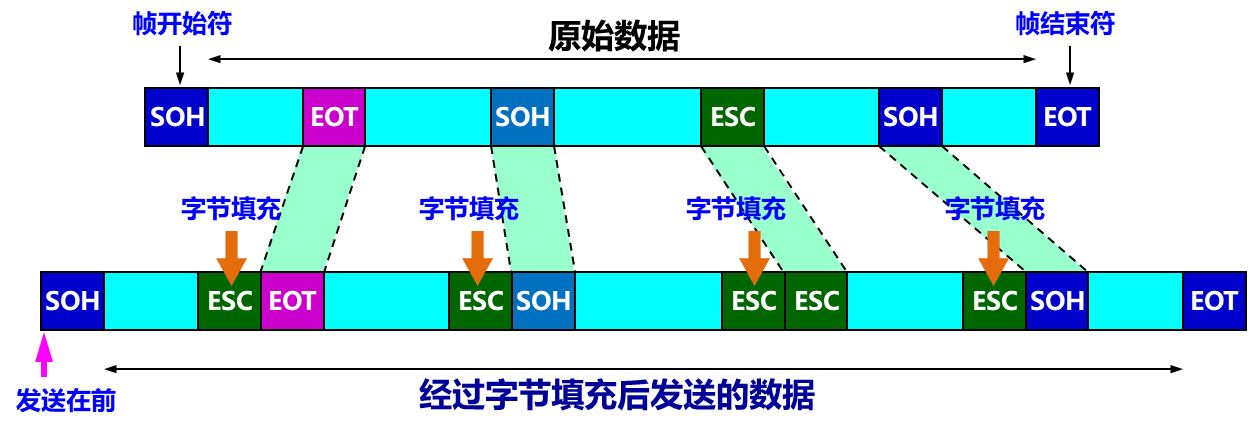 帧开始符 原始数据 帧结束符
SOH EOT SOH ESC SOH EOT
字节填充 字节填充 字节填充 字节填充
SOH ESC EOT ESC SOH ESC ESC ESC SOH EOT
发送在前 经过字节填充后发送的数据